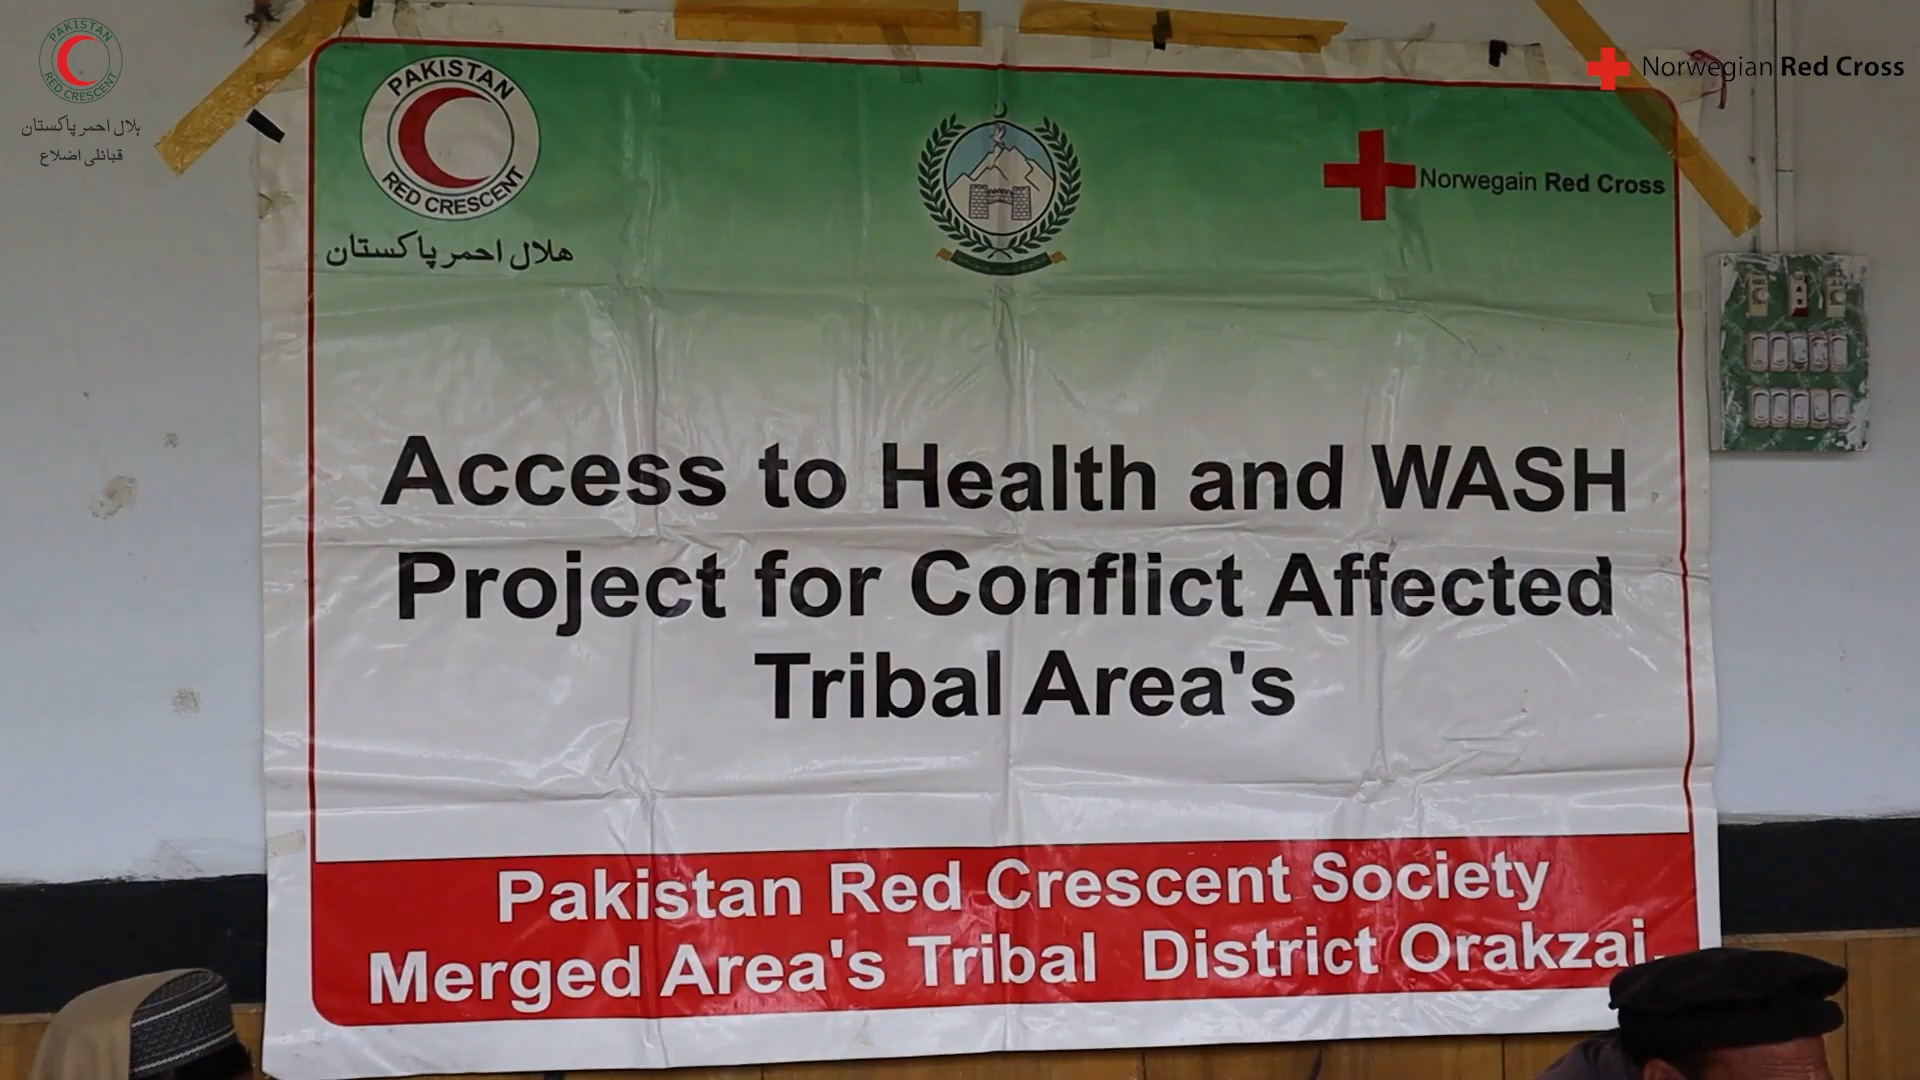 PAKISTAN
RED CRESCENT
ہلال احمر پاکستان
قبائلی اضلاع
Norwegian Red Cross
PAKISTAN
RED CRESCENT
هلال احمر پاکستان
Norwegain Red Cross
Access to Health and WASH
Project for Conflict Affected
Tribal Area's
Pakistan Red Crescent Society
Merged Area's Tribal District Orakzai.